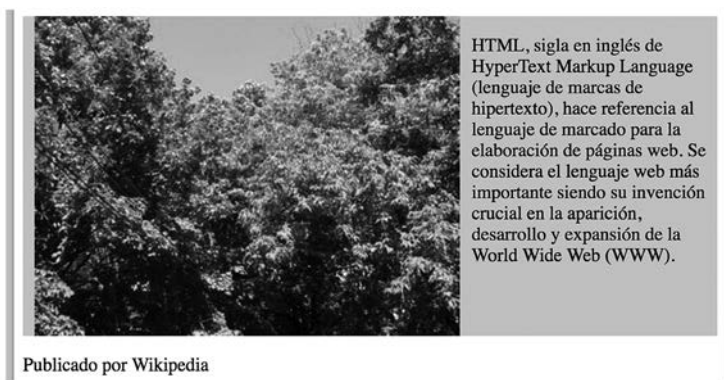 HTML, sigla en inglés de
HyperText Markup Language
(lenguaje de marcas de
hipertexto), hace referencia al
lenguaje de marcado para la
elaboración de páginas web. Se
considera el lenguaje web más
importante siendo su invención
crucial en la aparición,
desarrollo y expansión de la
World Wide Web (WWW).
Publicado por Wikipedia